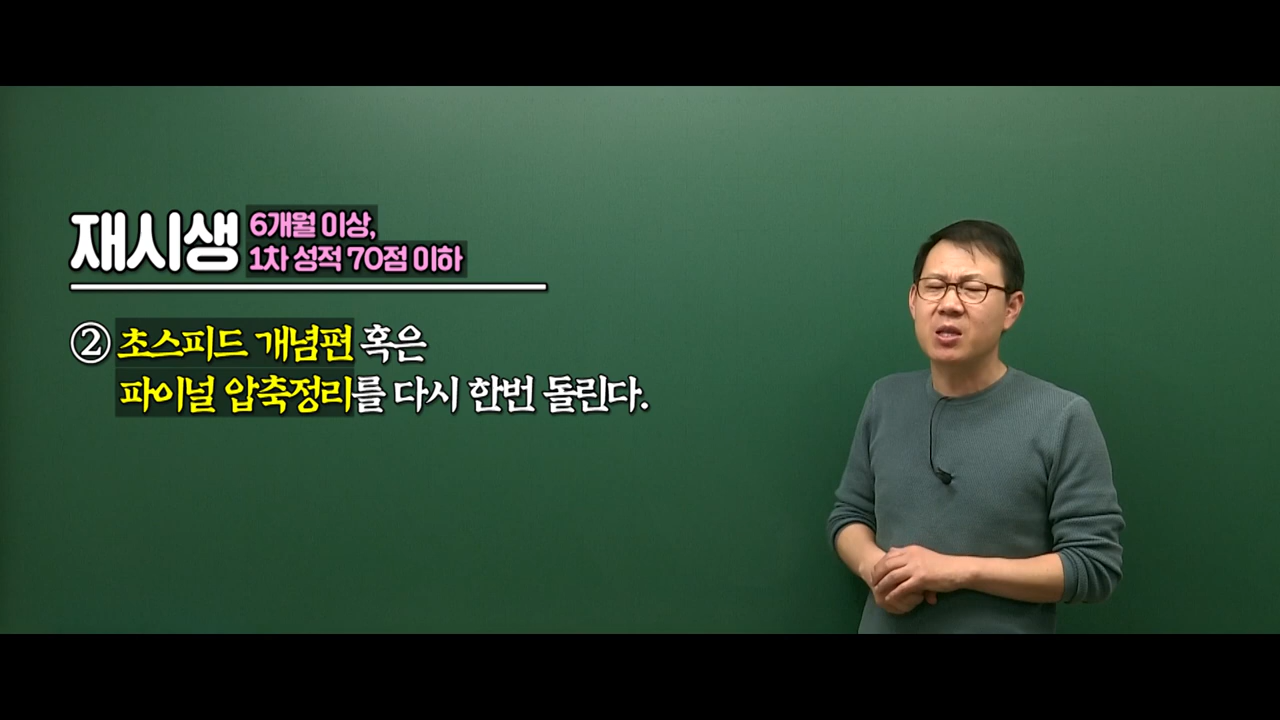 재시생 6개월 이상,
1차 성적 70점 이하
② 초스피드 개념편 혹은
파이널 압축정리를 다시 한번 돌린다.